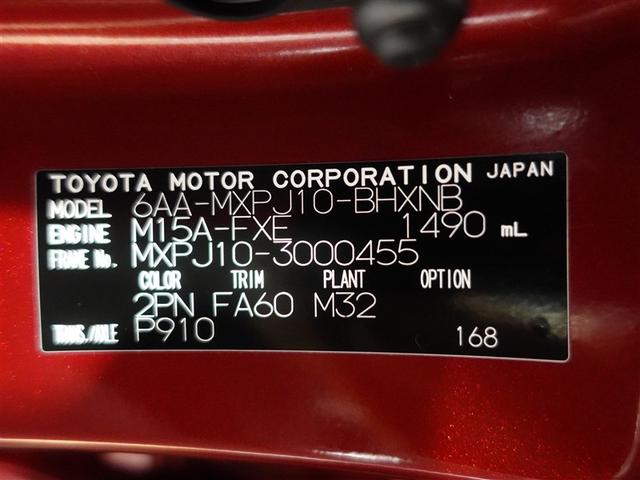 TOYOTA MOTOR CORPORATION JAPAN
MODEL 6AA-MXPJ10-BHXNB
ENGINE M15A-FXE 1490 mL
FRAME No. MXPJ10-3000455
COLOR TRIM PLANT OPTION
2PN FA60 M32
TRANS./AXLE P910 168